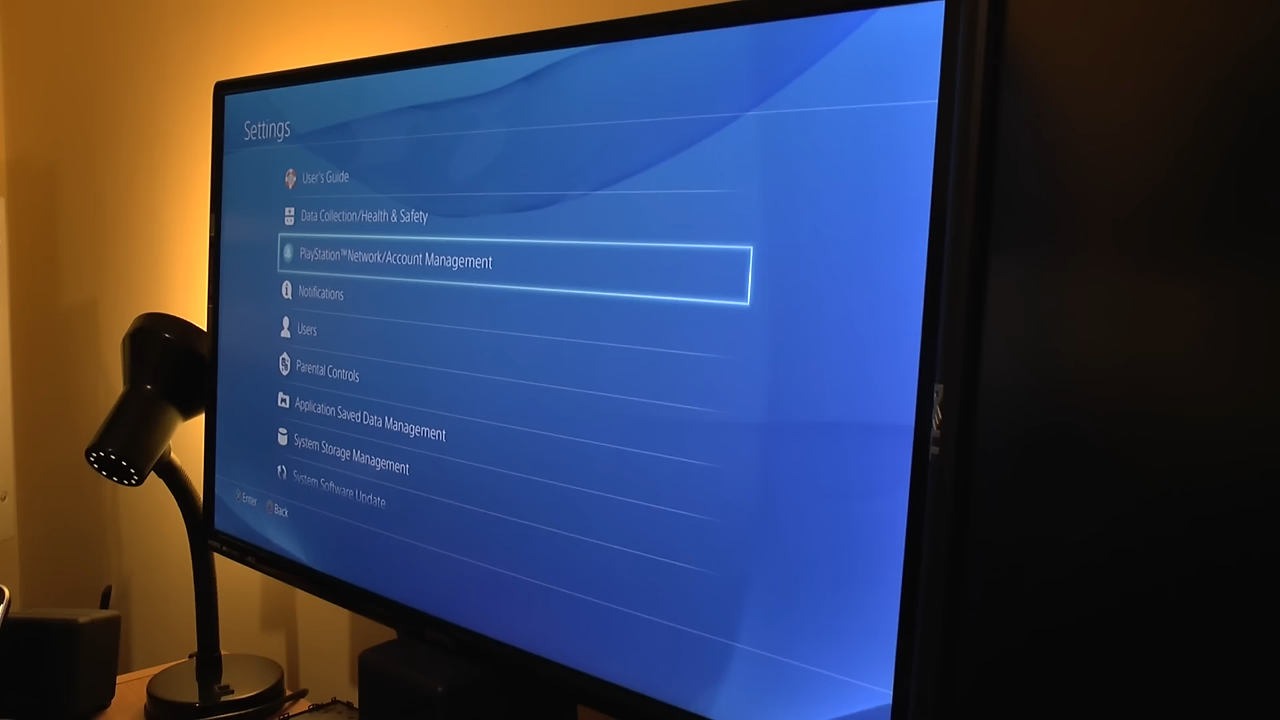 Settings
User's Guide
Data Collection/Health & Safety
PlayStation™Network/Account Management
Notifications
Users
Parental Controls
Application Saved Data Management
System Storage Management
System Software Update
Enter Back